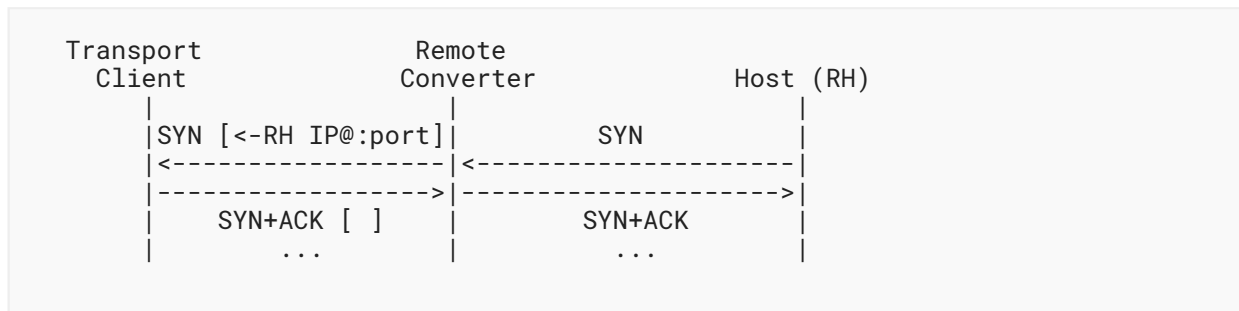 Transport                Remote
  Client              Converter             Host (RH)
     |                    |                       |
     |SYN [<-RH IP@:port]|         SYN           |
     |<------------------|<----------------------|
     |------------------>|---------------------->|
     |    SYN+ACK [ ]     |        SYN+ACK        |
     |        ...         |          ...          |